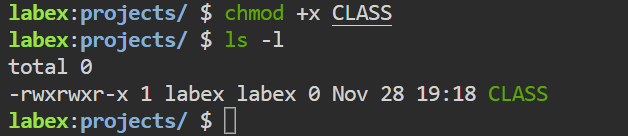 labex:projects/ $ chmod +x CLASS
labex:projects/ $ ls -l
total 0
-rwxrwxr-x 1 labex labex 0 Nov 28 19:18 CLASS
labex:projects/ $